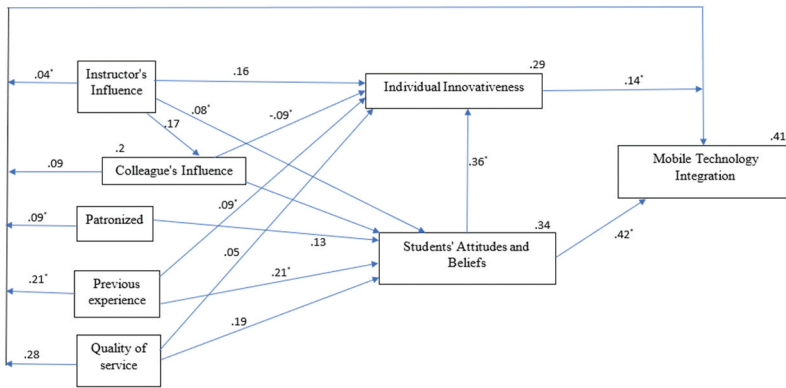 .29
.04*
Instructor's
Influence
.16
Individual Innovativeness
.14*
.08*
-.09*
.17
.41
.2
Mobile Technology
Integration
.09
Colleague's Influence
.36*
.09*
Patronized
.09*
.34
.13
Students' Attitudes and
Beliefs
.42*
.05
.21*
Previous
experience
.21*
.19
.28
Quality of
service